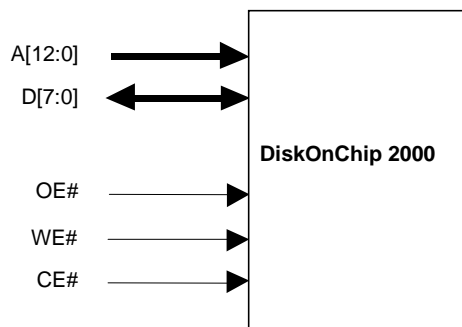 A[12:0]
D[7:0]
DiskOnChip 2000
OE#
WE#
CE#